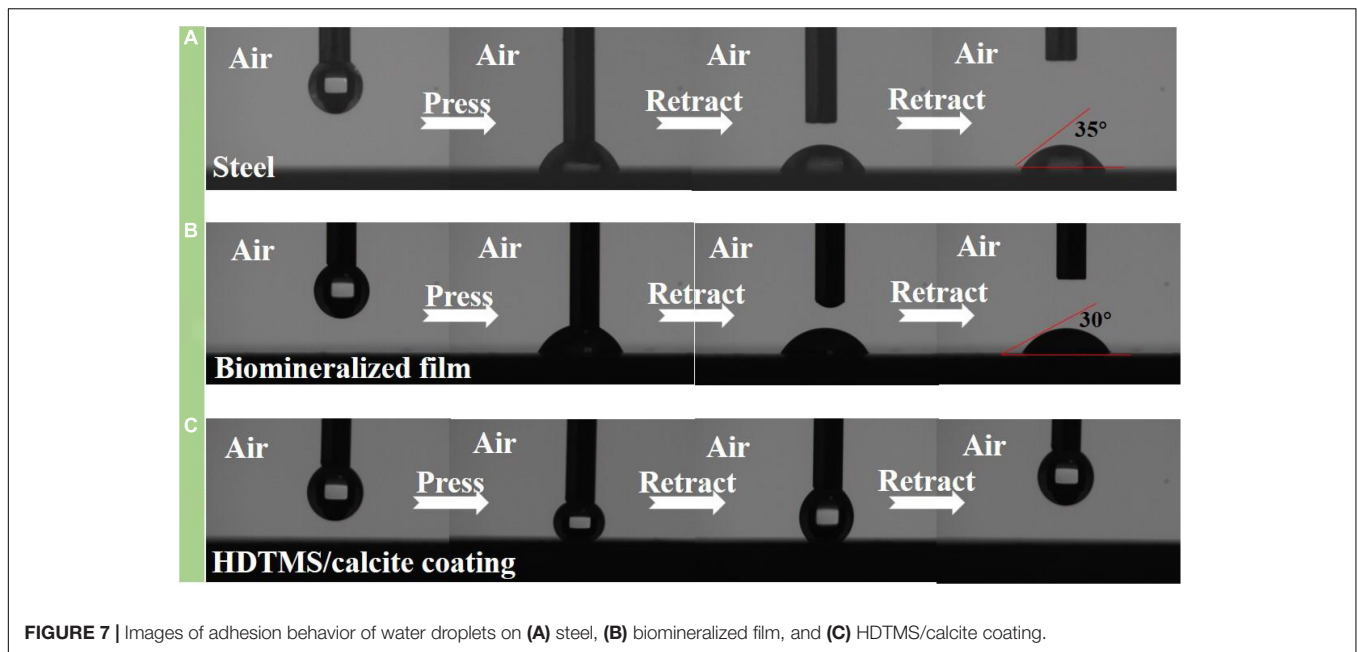 A
Air
Air
Air
Air
Press
Retract
Retract
35°
Steel
B
Air
Air
Air
Air
Press
Retract
Retract
30°
Biomineralized film
C
Air
Air
Air
Air
Press
Retract
Retract
HDTMS/calcite coating
FIGURE 7 | Images of adhesion behavior of water droplets on (A) steel, (B) biomineralized film, and (C) HDTMS/calcite coating.